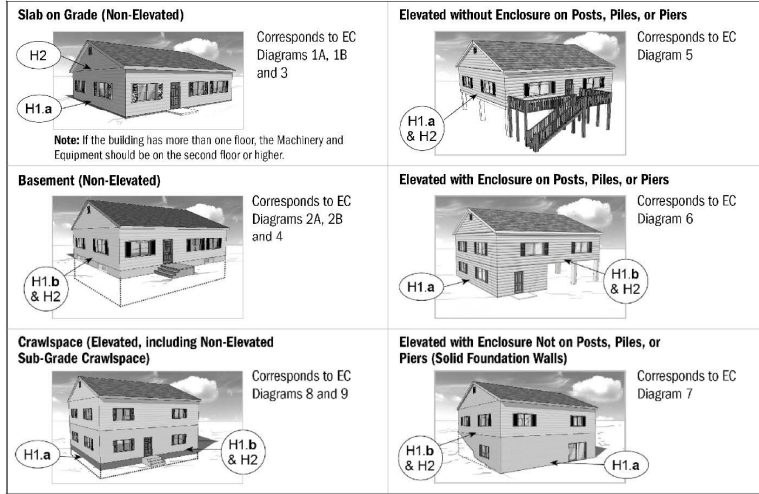 Slab on Grade (Non-Elevated)
H2
H1.a
Corresponds to EC
Diagrams 1A, 1B
and 3
Note: If the building has more than one floor, the Machinery and
Equipment should be on the second floor or higher.
Elevated without Enclosure on Posts, Piles, or Piers
H1.a
& H2
Corresponds to EC
Diagram 5
Basement (Non-Elevated)
H1.b
& H2
Corresponds to EC
Diagrams 2A, 2B
and 4
Elevated with Enclosure on Posts, Piles, or Piers
H1.a
H1.b
& H2
Corresponds to EC
Diagram 6
Crawlspace (Elevated, including Non-Elevated
Sub-Grade Crawlspace)
H1.a
H1.b
& H2
Corresponds to EC
Diagrams 8 and 9
Elevated with Enclosure Not on Posts, Piles, or
Piers (Solid Foundation Walls)
H1.b
& H2
H1.a
Corresponds to EC
Diagram 7